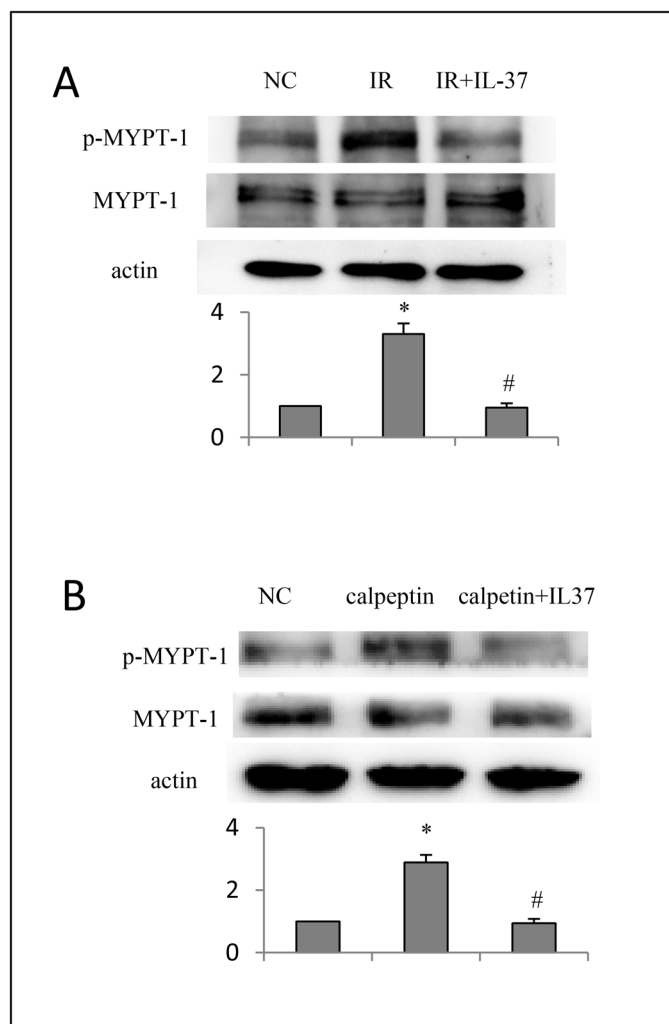 A
NC IR IR+IL-37
p-MYPT-1
MYPT-1
actin
4
2
0
*
#
B
NC calpeptin calpetin+IL37
p-MYPT-1
MYPT-1
actin
4
2
0
*
#